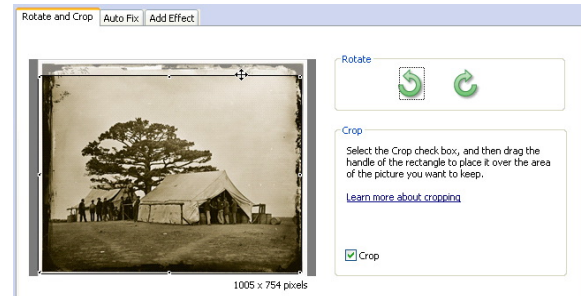 Rotate and Crop
Auto Fix
Add Effect
Rotate
Crop
Select the Crop check box, and then drag the
handle of the rectangle to place it over the area
of the picture you want to keep.
Learn more about cropping
Crop
1005 x 754 pixels